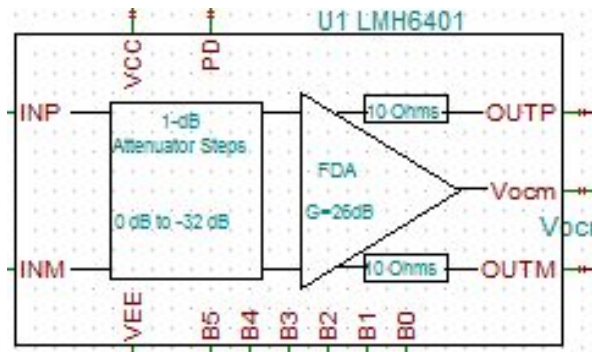 U1 LMH6401
VCC
PD
INP
1-dB
Attenuator Steps
0 dB to -32 dB
10 Ohms
OUTP
FDA
G=26dB
Vocm
INM
10 Ohms
OUTM
VEE
B5
B4
B3
B2
B1
B0